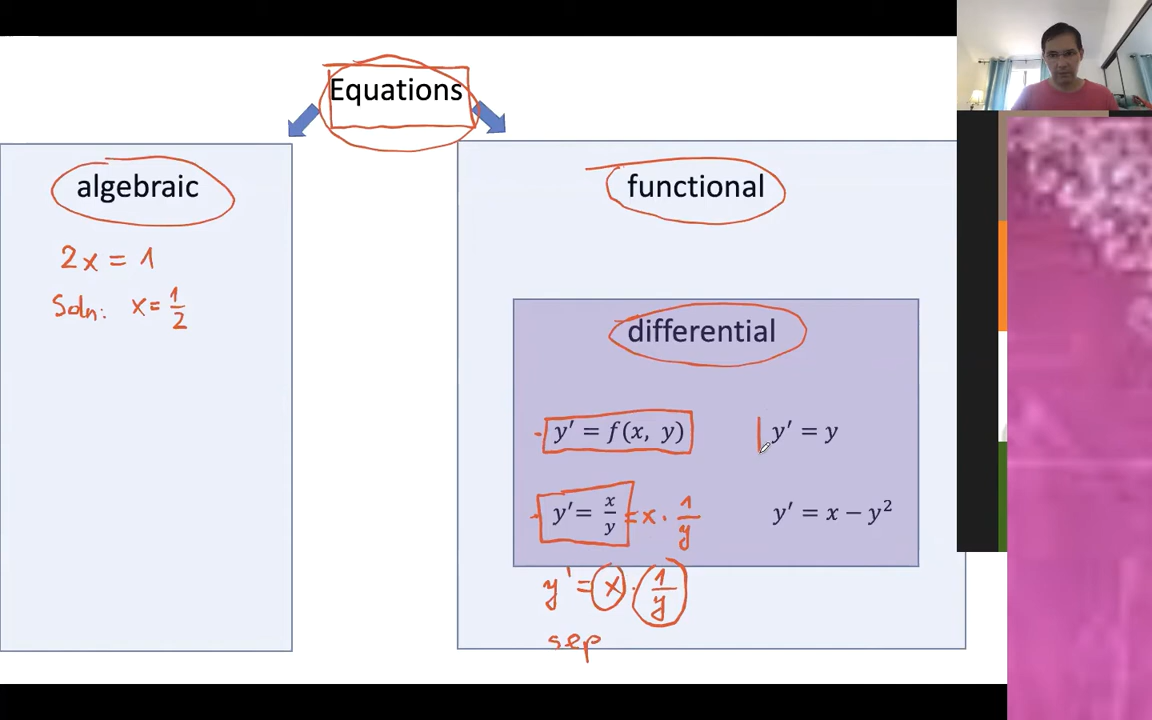 Equations
algebraic
2x = 1
Soln: x = 1/2
functional
differential
y′ = f(x, y)
y′ = y
y′ = x/y = x · 1/y
y′ = x − y²
y' = x · 1/y
sep